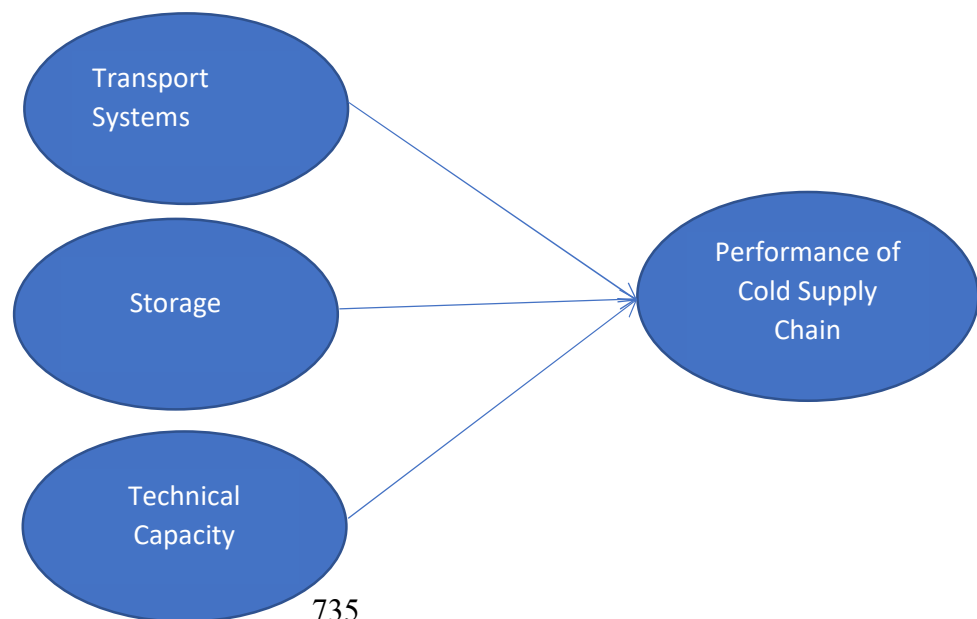 Transport
Systems
Storage
Technical
Capacity
Performance of
Cold Supply
Chain
735